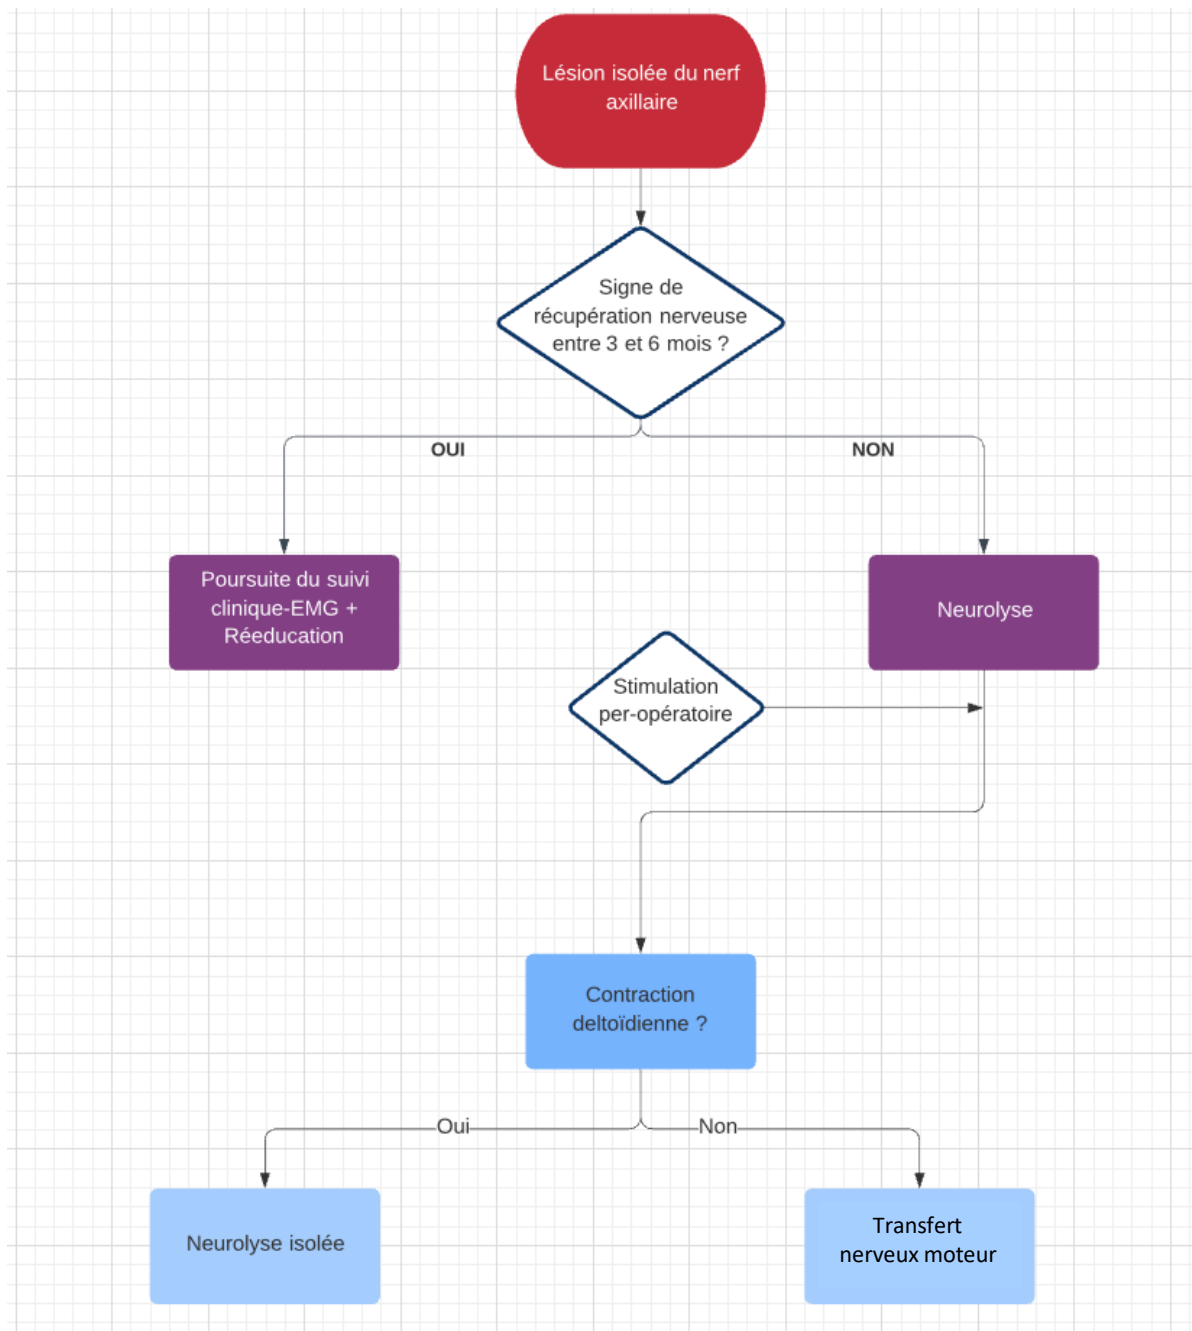 Lésion isolée du nerf
axillaire
Signe de
récupération nerveuse
entre 3 et 6 mois ?
OUI
NON
Poursuite du suivi
clinique-EMG +
Réeducation
Neurolyse
Stimulation
per-opératoire
Contraction
deltoïdienne ?
Oui
Non
Neurolyse isolée
Transfert
nerveux moteur